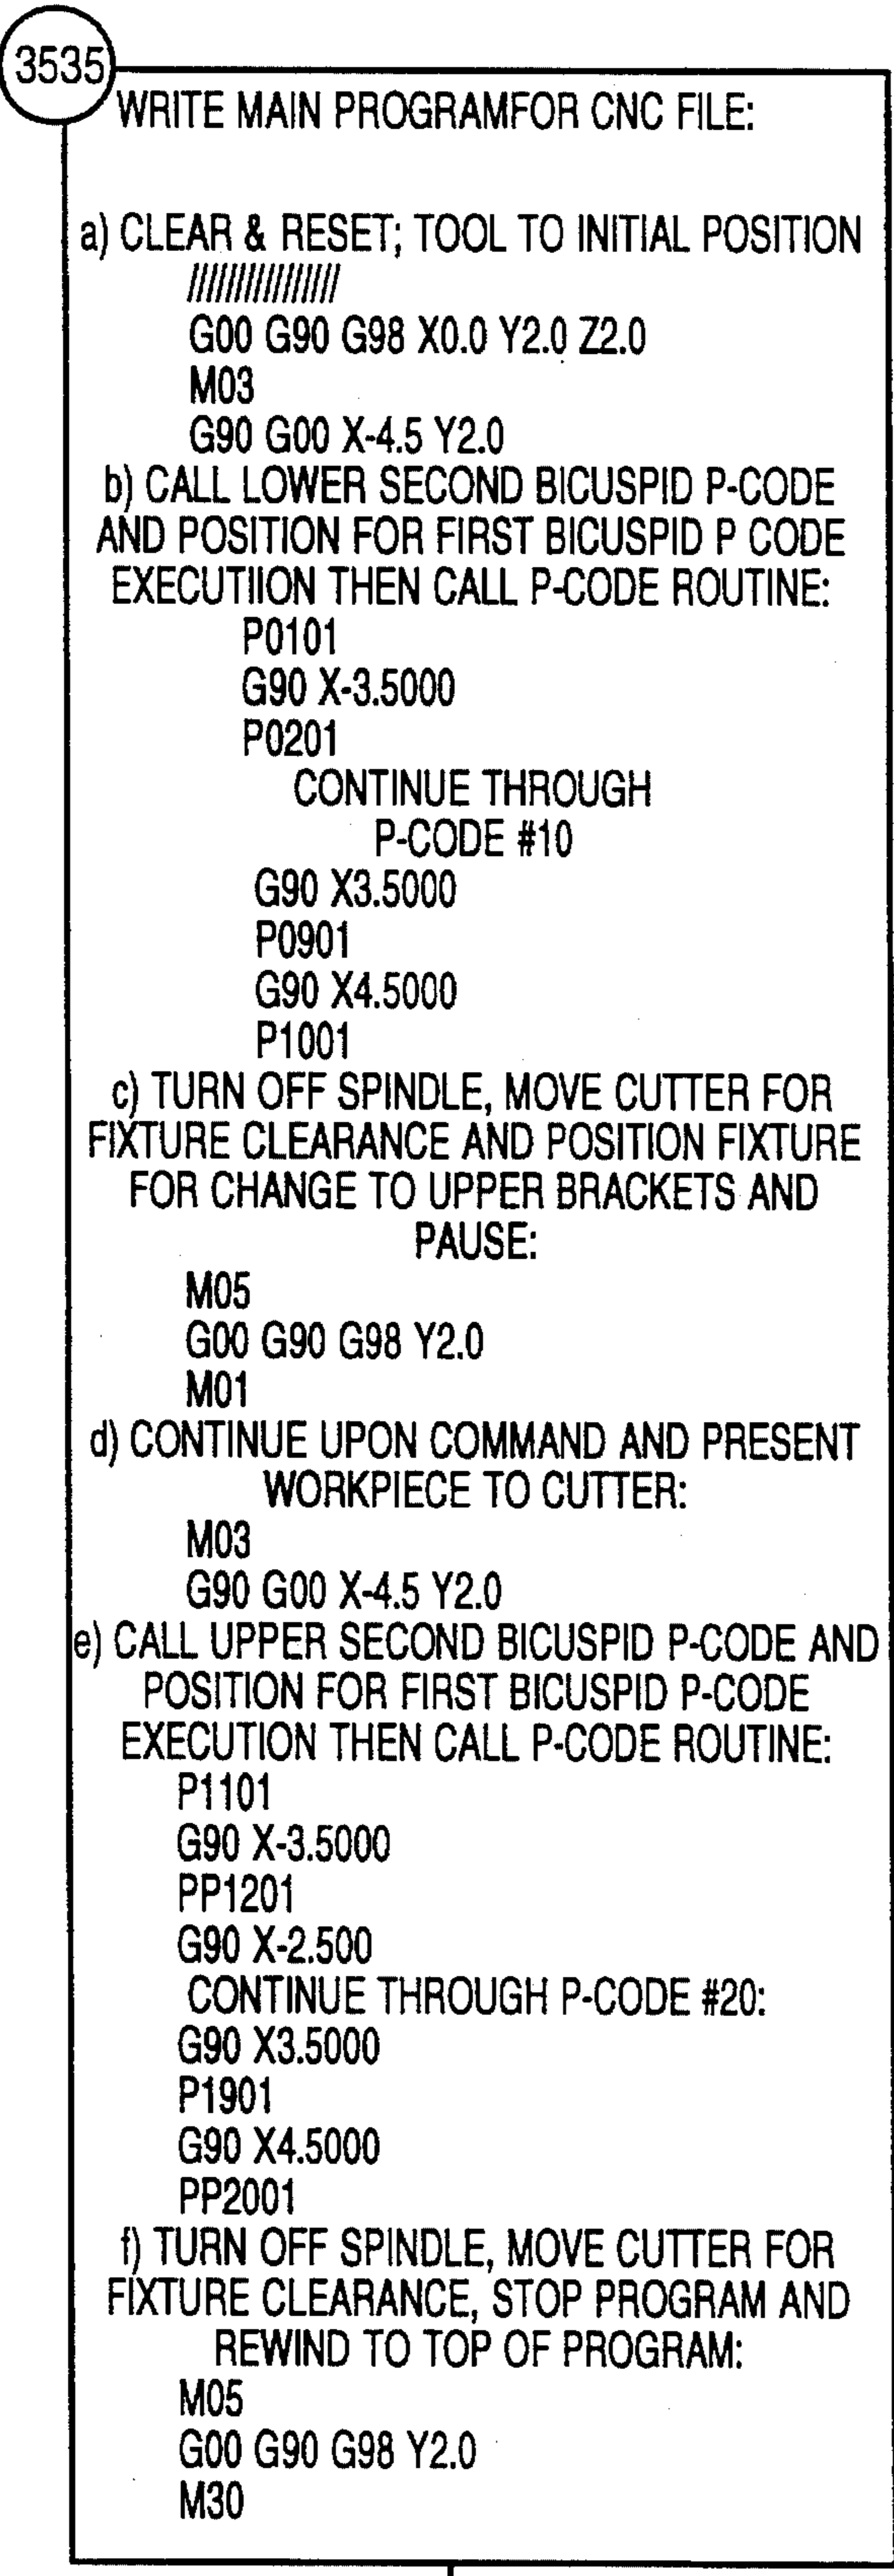 3535
WRITE MAIN PROGRAMFOR CNC FILE:
a) CLEAR & RESET; TOOL TO INITIAL POSITION
////////////////
G00 G90 G98 X0.0 Y2.0 Z2.0
M03
G90 G00 X-4.5 Y2.0
b) CALL LOWER SECOND BICUSPID P-CODE
AND POSITION FOR FIRST BICUSPID P CODE
EXECUTIION THEN CALL P-CODE ROUTINE:
P0101
G90 X-3.5000
P0201
CONTINUE THROUGH
P-CODE #10
G90 X3.5000
P0901
G90 X4.5000
P1001
c) TURN OFF SPINDLE, MOVE CUTTER FOR
FIXTURE CLEARANCE AND POSITION FIXTURE
FOR CHANGE TO UPPER BRACKETS AND
PAUSE:
M05
G00 G90 G98 Y2.0
M01
d) CONTINUE UPON COMMAND AND PRESENT
WORKPIECE TO CUTTER:
M03
G90 G00 X-4.5 Y2.0
e) CALL UPPER SECOND BICUSPID P-CODE AND
POSITION FOR FIRST BICUSPID P-CODE
EXECUTION THEN CALL P-CODE ROUTINE:
P1101
G90 X-3.5000
PP1201
G90 X-2.500
CONTINUE THROUGH P-CODE #20:
G90 X3.5000
P1901
G90 X4.5000
PP2001
f) TURN OFF SPINDLE, MOVE CUTTER FOR
FIXTURE CLEARANCE, STOP PROGRAM AND
REWIND TO TOP OF PROGRAM:
M05
G00 G90 G98 Y2.0
M30